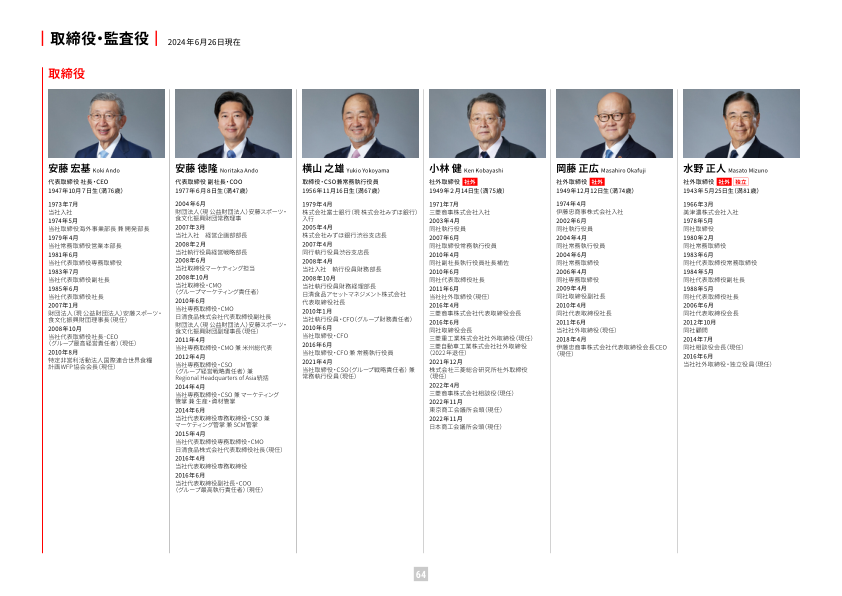 取締役・監査役 2024年6月26日現在
取締役
安藤 宏基 Koki Ando
代表取締役 社長・CEO
1947年10月7日生（満76歳）
1973年7月
当社入社
1974年5月
当社取締役海外事業部長 兼 開発部長
1979年4月
当社常務取締役営業本部長
1981年6月
当社代表取締役専務取締役
1983年7月
当社代表取締役副社長
1985年6月
当社代表取締役社長
2007年1月
財団法人（現 公益財団法人）安藤スポーツ・
食文化振興財団理事長（現任）
2008年10月
当社代表取締役社長・CEO
（グループ最高経営責任者）（現任）
2010年8月
特定非営利活動法人国際連合世界食糧
計画WFP協会会長（現任）
安藤 徳隆 Noritaka Ando
代表取締役 副社長・COO
1977年6月8日生（満47歳）
2004年6月
財団法人（現 公益財団法人）安藤スポーツ・
食文化振興財団常務理事
2007年3月
当社入社 経営企画部部長
2008年2月
当社執行役員経営戦略部長
2008年6月
当社取締役マーケティング担当
2008年10月
当社取締役・CMO
（グループマーケティング責任者）
2010年6月
当社専務取締役・CMO
日清食品株式会社代表取締役副社長
財団法人（現 公益財団法人）安藤スポーツ・
食文化振興財団副理事長（現任）
2011年4月
当社専務取締役・CMO 兼 米州総代表
2012年4月
当社専務取締役・CSO
（グループ経営戦略責任者） 兼
Regional Headquarters of Asia統括
2014年4月
当社専務取締役・CSO 兼 マーケティング
管掌 兼 生産・資材管掌
2014年6月
当社代表取締役専務取締役・CSO 兼
マーケティング管掌 兼 SCM管掌
2015年4月
当社代表取締役専務取締役・CMO
日清食品株式会社代表取締役社長（現任）
2016年4月
当社代表取締役専務取締役
2016年6月
当社代表取締役副社長・COO
（グループ最高執行責任者）（現任）
横山 之雄 Yukio Yokoyama
取締役・CSO兼常務執行役員
1956年11月16日生（満67歳）
1979年4月
株式会社富士銀行（現 株式会社みずほ銀行）
入行
2005年4月
株式会社みずほ銀行渋谷支店長
2007年4月
同行執行役員渋谷支店長
2008年4月
当社入社 執行役員財務部長
2008年10月
当社執行役員財務経理部長
日清食品アセットマネジメント株式会社
代表取締役社長
2010年1月
当社執行役員・CFO（グループ財務責任者）
2010年6月
当社取締役・CFO
2016年6月
当社取締役・CFO 兼 常務執行役員
2021年4月
当社取締役・CSO（グループ戦略責任者） 兼
常務執行役員（現任）
小林 健 Ken Kobayashi
社外取締役 社外
1949年2月14日生（満75歳）
1971年7月
三菱商事株式会社入社
2003年4月
同社執行役員
2007年6月
同社取締役常務執行役員
2010年4月
同社副社長執行役員社長補佐
2010年6月
同社代表取締役社長
2011年6月
当社社外取締役（現任）
2016年4月
三菱商事株式会社代表取締役会長
2016年6月
同社取締役会長
三菱重工業株式会社社外取締役（現任）
三菱自動車工業株式会社社外取締役
（2022年退任）
2021年12月
株式会社三菱総合研究所社外取締役
（現任）
2022年4月
三菱商事株式会社相談役（現任）
2022年11月
東京商工会議所会頭（現任）
2022年11月
日本商工会議所会頭（現任）
岡藤 正広 Masahiro Okafuji
社外取締役 社外
1949年12月12日生（満74歳）
1974年4月
伊藤忠商事株式会社入社
2002年6月
同社執行役員
2004年4月
同社常務執行役員
2004年6月
同社常務取締役
2006年4月
同社専務取締役
2009年4月
同社取締役副社長
2010年4月
同社代表取締役社長
2011年6月
当社社外取締役（現任）
2018年4月
伊藤忠商事株式会社代表取締役会長CEO
（現任）
水野 正人 Masato Mizuno
社外取締役 社外 独立
1943年5月25日生（満81歳）
1966年3月
美津濃株式会社入社
1978年5月
同社取締役
1980年2月
同社常務取締役
1983年6月
同社代表取締役常務取締役
1984年5月
同社代表取締役副社長
1988年5月
同社代表取締役社長
2006年6月
同社代表取締役会長
2012年10月
同社顧問
2014年7月
同社相談役会長（現任）
2016年6月
当社社外取締役・独立役員（現任）
64